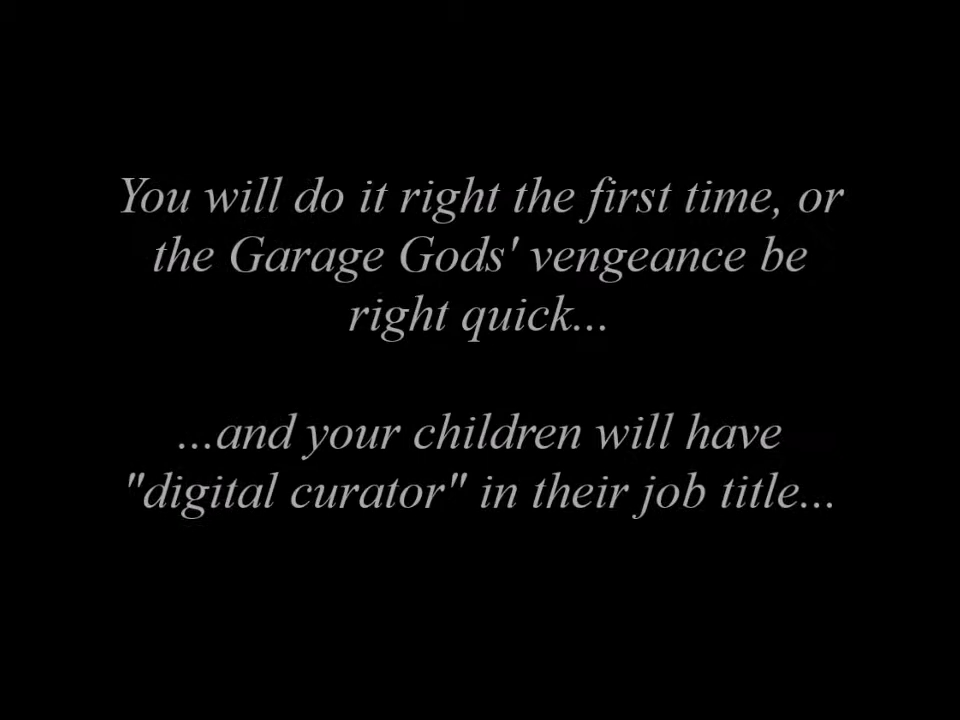 You will do it right the first time, or
the Garage Gods' vengeance be
right quick...
...and your children will have
"digital curator" in their job title...